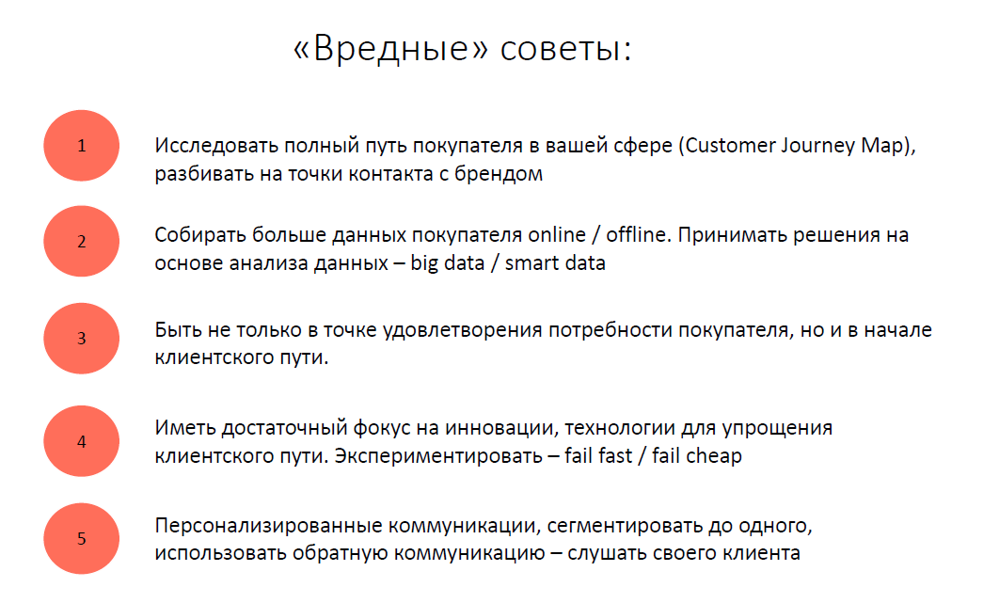 «Вредные» советы:
1
Исследовать полный путь покупателя в вашей сфере (Customer Journey Map),
разбивать на точки контакта с брендом
2
Собирать больше данных покупателя online / offline. Принимать решения на
основе анализа данных – big data / smart data
3
Быть не только в точке удовлетворения потребности покупателя, но и в начале
клиентского пути.
4
Иметь достаточный фокус на инновации, технологии для упрощения
клиентского пути. Экспериментировать – fail fast / fail cheap
5
Персонализированные коммуникации, сегментировать до одного,
использовать обратную коммуникацию – слушать своего клиента